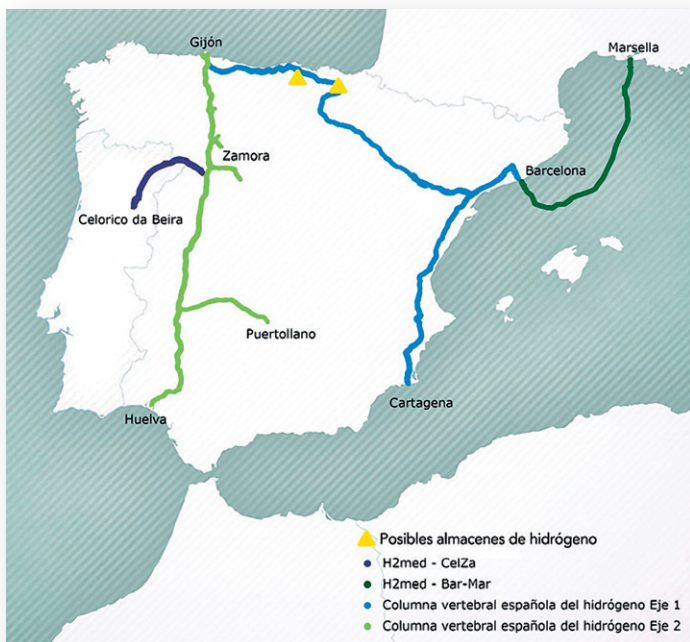 Gijón
Marsella
Zamora
Barcelona
Celorico da Beira
Puertollano
Cartagena
Huelva
Posibles almacenes de hidrógeno
H2med - CelZa
H2med - Bar-Mar
Columna vertebral española del hidrógeno Eje 1
Columna vertebral española del hidrógeno Eje 2